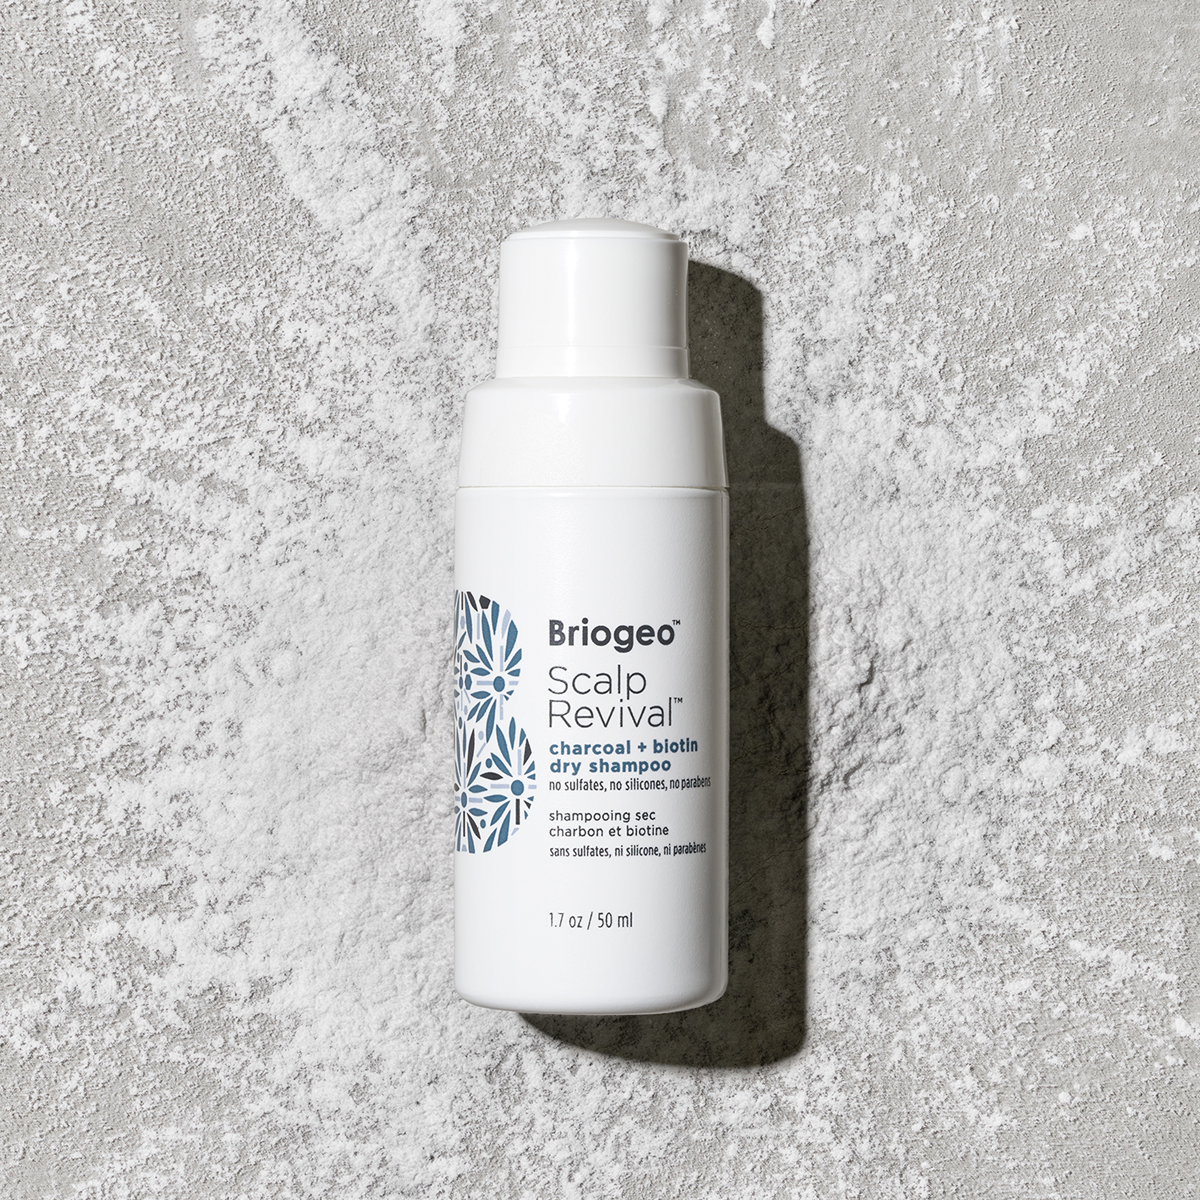 Briogeo™
Scalp
Revival™
charcoal + biotin
dry shampoo
no sulfates, no silicones, no parabens
shampooing sec
charbon et biotine
sans sulfates, ni silicone, ni parabènes
1.7 oz / 50 ml